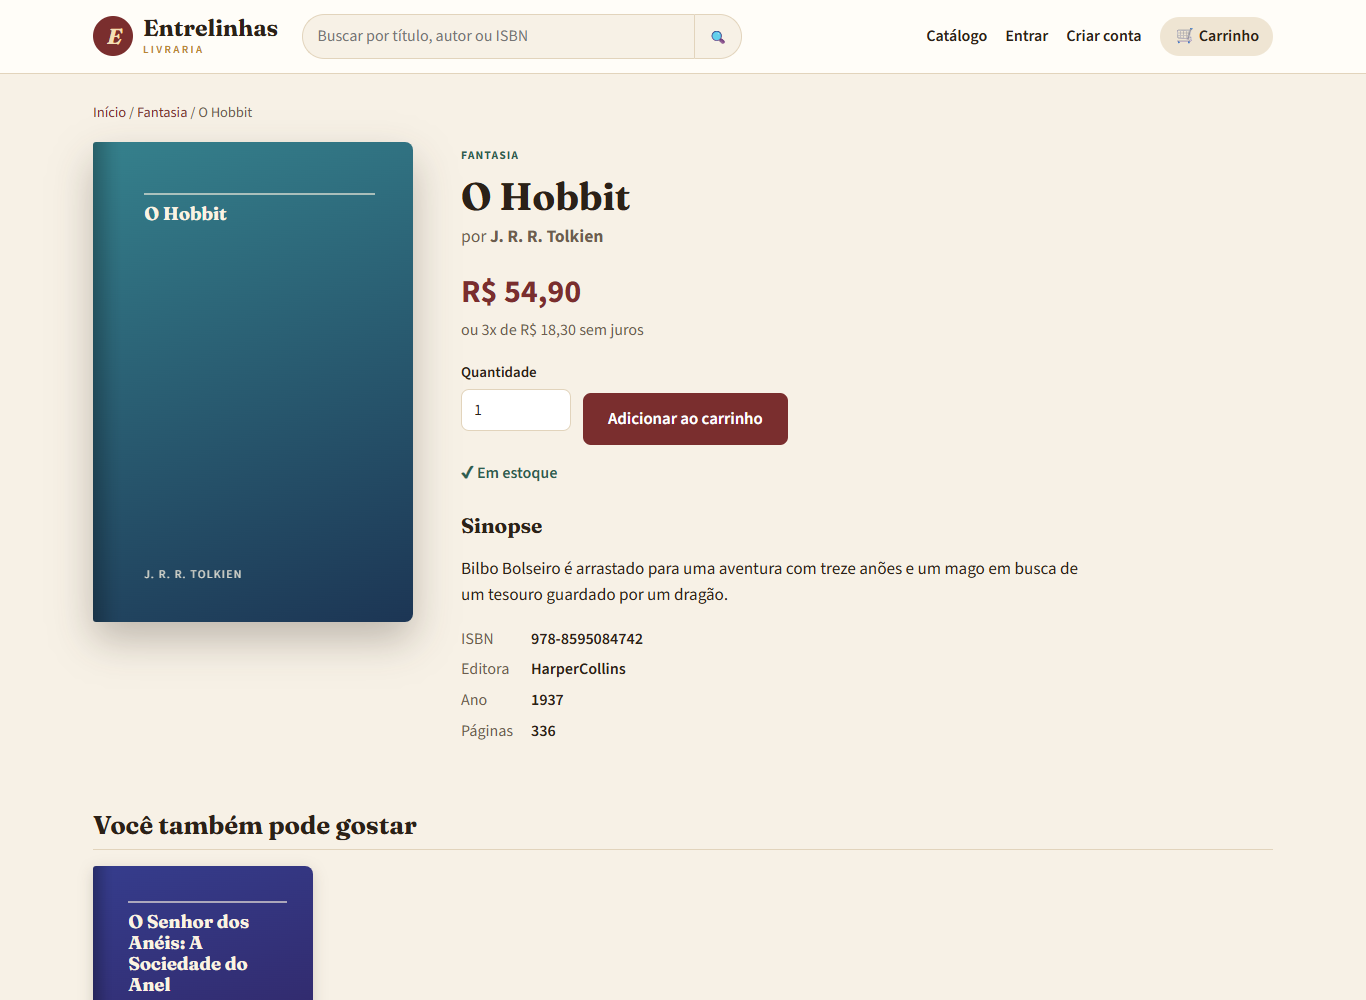 E
Entrelinhas
LIVRARIA
Buscar por título, autor ou ISBN
Catálogo
Entrar
Criar conta
Carrinho
Início / Fantasia / O Hobbit
O Hobbit
J. R. R. TOLKIEN
FANTASIA
O Hobbit
por J. R. R. Tolkien
R$ 54,90
ou 3x de R$ 18,30 sem juros
Quantidade
1
Adicionar ao carrinho
✓ Em estoque
Sinopse
Bilbo Bolseiro é arrastado para uma aventura com treze anões e um mago em busca de
um tesouro guardado por um dragão.
ISBN 978-8595084742
Editora HarperCollins
Ano 1937
Páginas 336
Você também pode gostar
O Senhor dos
Anéis: A
Sociedade do
Anel